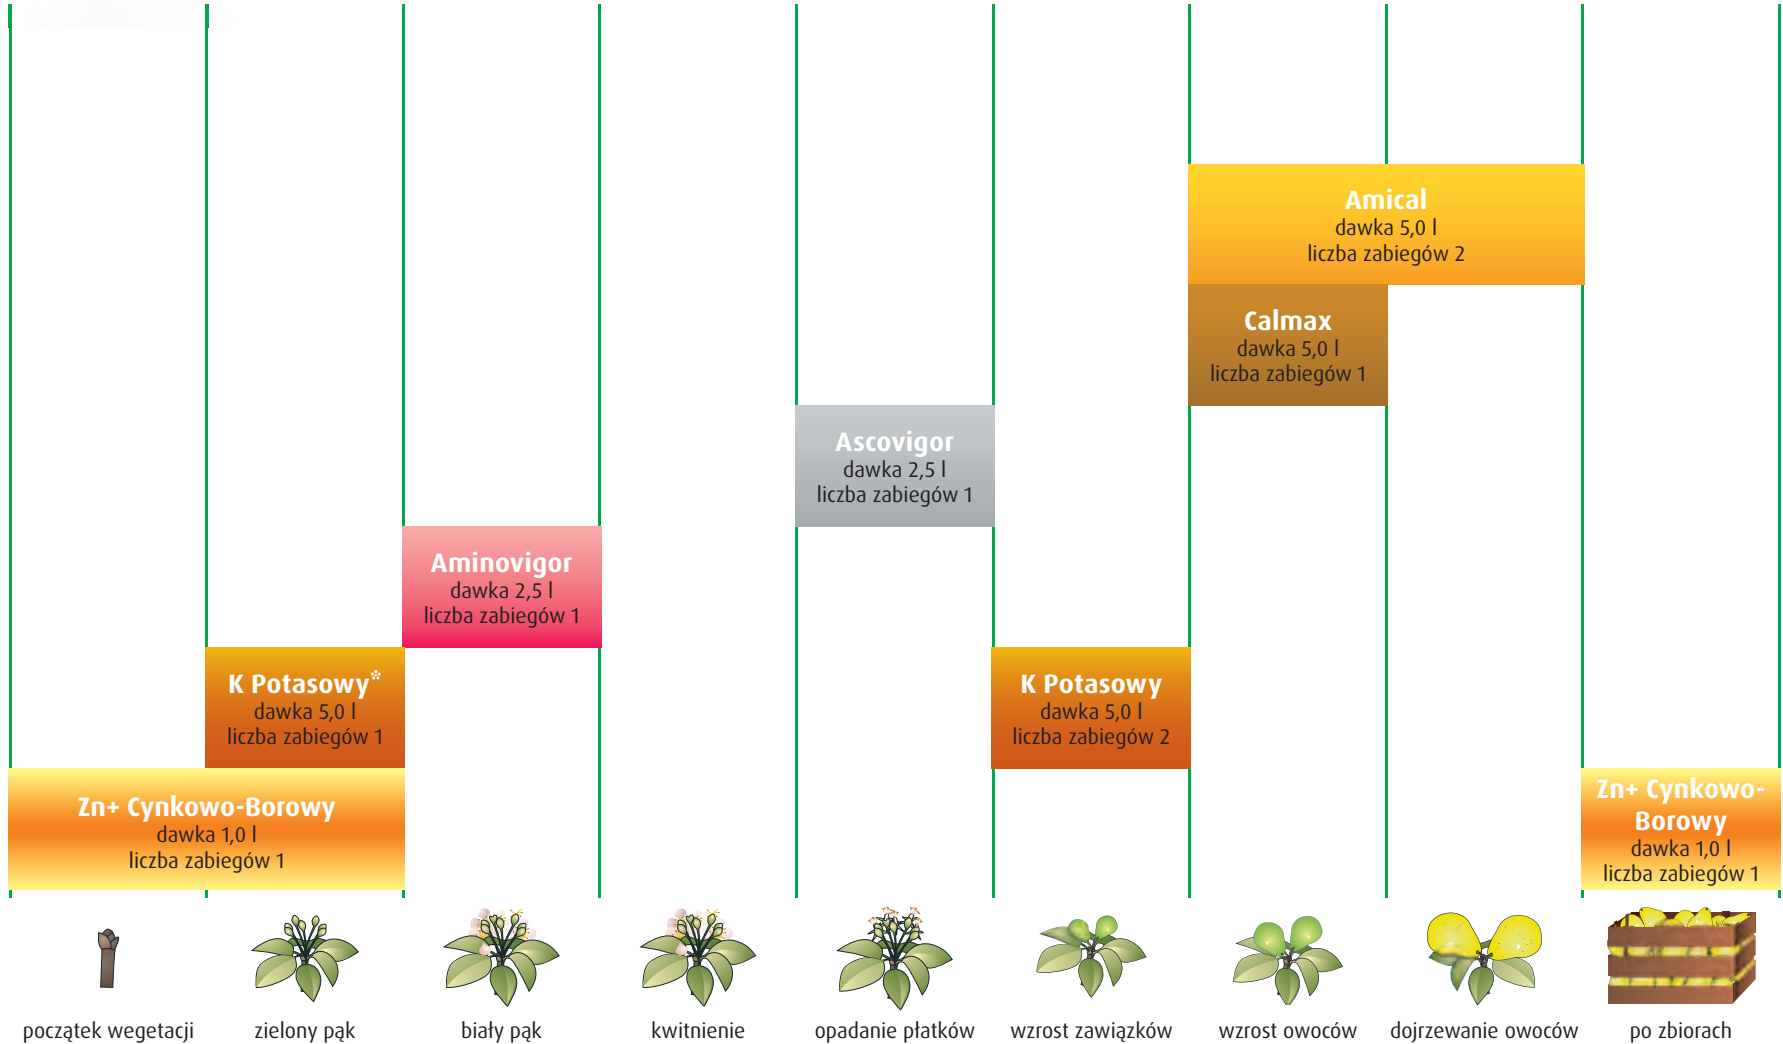 Amical
dawka 5,0 l
liczba zabiegów 2
Calmax
dawka 5,0 l
liczba zabiegów 1
Ascovigor
dawka 2,5 l
liczba zabiegów 1
Aminovigor
dawka 2,5 l
liczba zabiegów 1
K Potasowy*
dawka 5,0 l
liczba zabiegów 1
K Potasowy
dawka 5,0 l
liczba zabiegów 2
Zn+ Cynkowo-Borowy
dawka 1,0 l
liczba zabiegów 1
Zn+ Cynkowo-
Borowy
dawka 1,0 l
liczba zabiegów 1
początek wegetacji
zielony pąk
biały pąk
kwitnienie
opadanie płatków
wzrost zawiązków
wzrost owoców
dojrzewanie owoców
po zbiorach